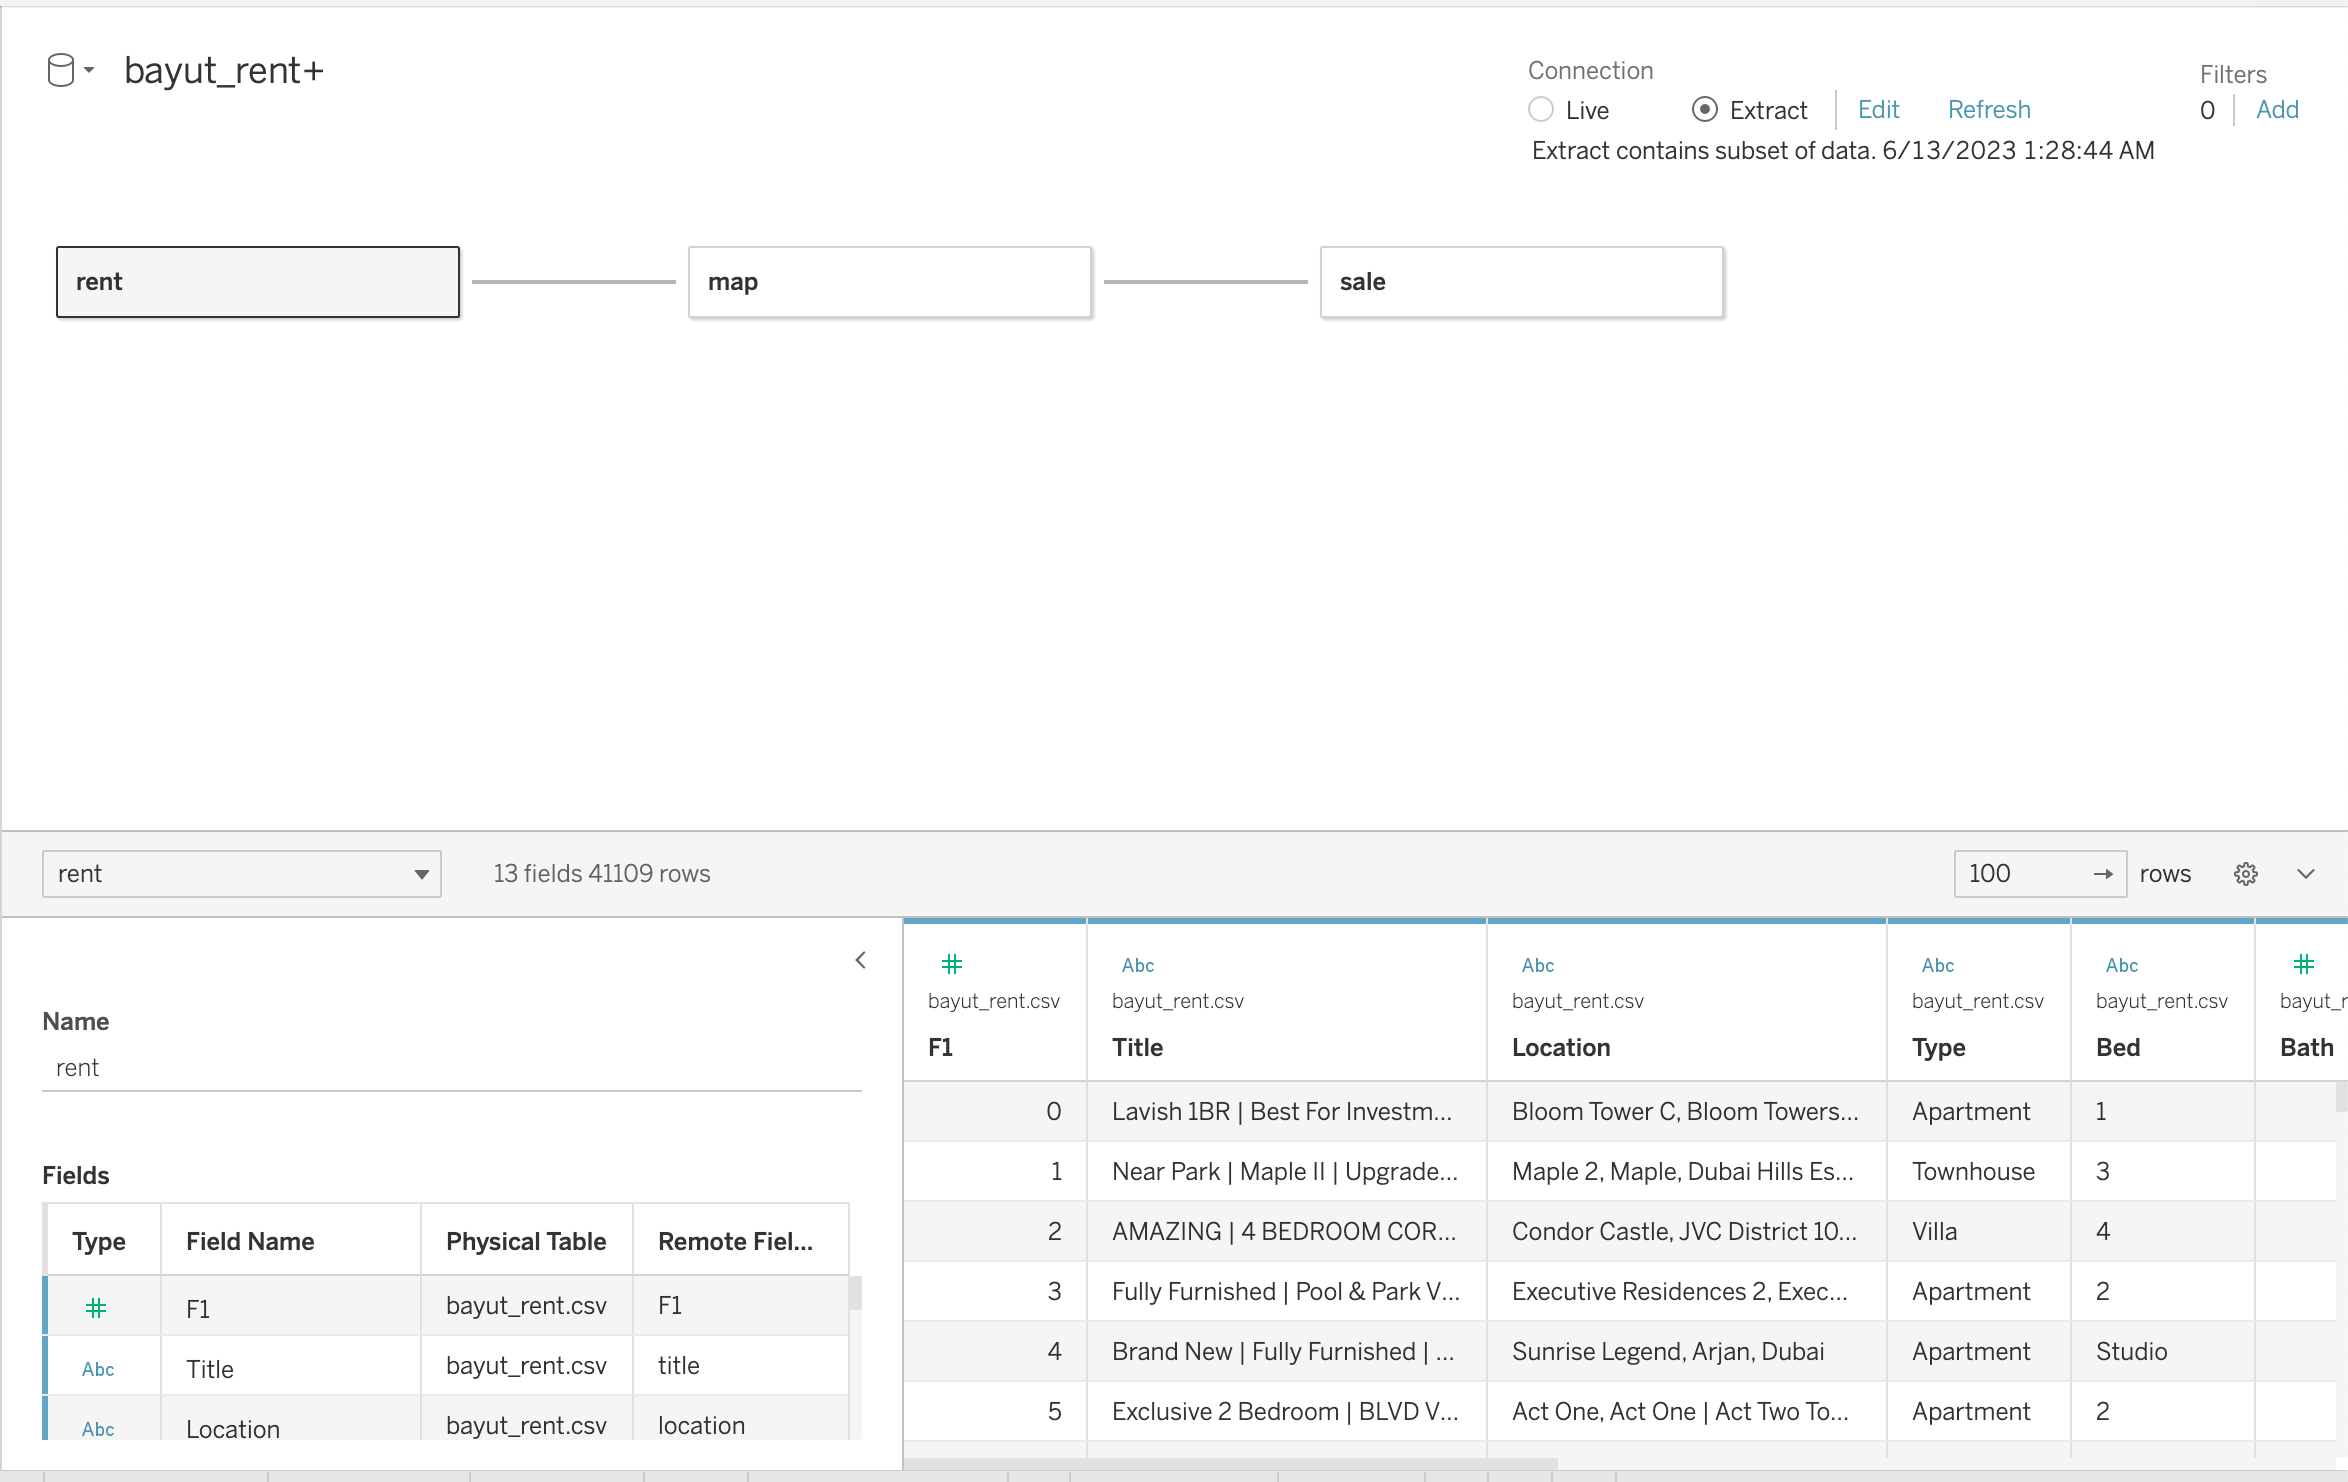 bayut_rent+
Connection
Live Extract Edit Refresh
Extract contains subset of data. 6/13/2023 1:28:44 AM
Filters
0 Add
rent map sale
rent 13 fields 41109 rows 100 → rows
Name
rent
Fields
Type Field Name Physical Table Remote Fiel...
# F1 bayut_rent.csv F1
Abc Title bayut_rent.csv title
Abc Location bayut_rent.csv location
# Abc Abc Abc Abc #
bayut_rent.csv bayut_rent.csv bayut_rent.csv bayut_rent.csv bayut_rent.csv bayut_r
F1 Title Location Type Bed Bath
0 Lavish 1BR | Best For Investm... Bloom Tower C, Bloom Towers... Apartment 1
1 Near Park | Maple II | Upgrade... Maple 2, Maple, Dubai Hills Es... Townhouse 3
2 AMAZING | 4 BEDROOM COR... Condor Castle, JVC District 10... Villa 4
3 Fully Furnished | Pool & Park V... Executive Residences 2, Exec... Apartment 2
4 Brand New | Fully Furnished | ... Sunrise Legend, Arjan, Dubai Apartment Studio
5 Exclusive 2 Bedroom | BLVD V... Act One, Act One | Act Two To... Apartment 2